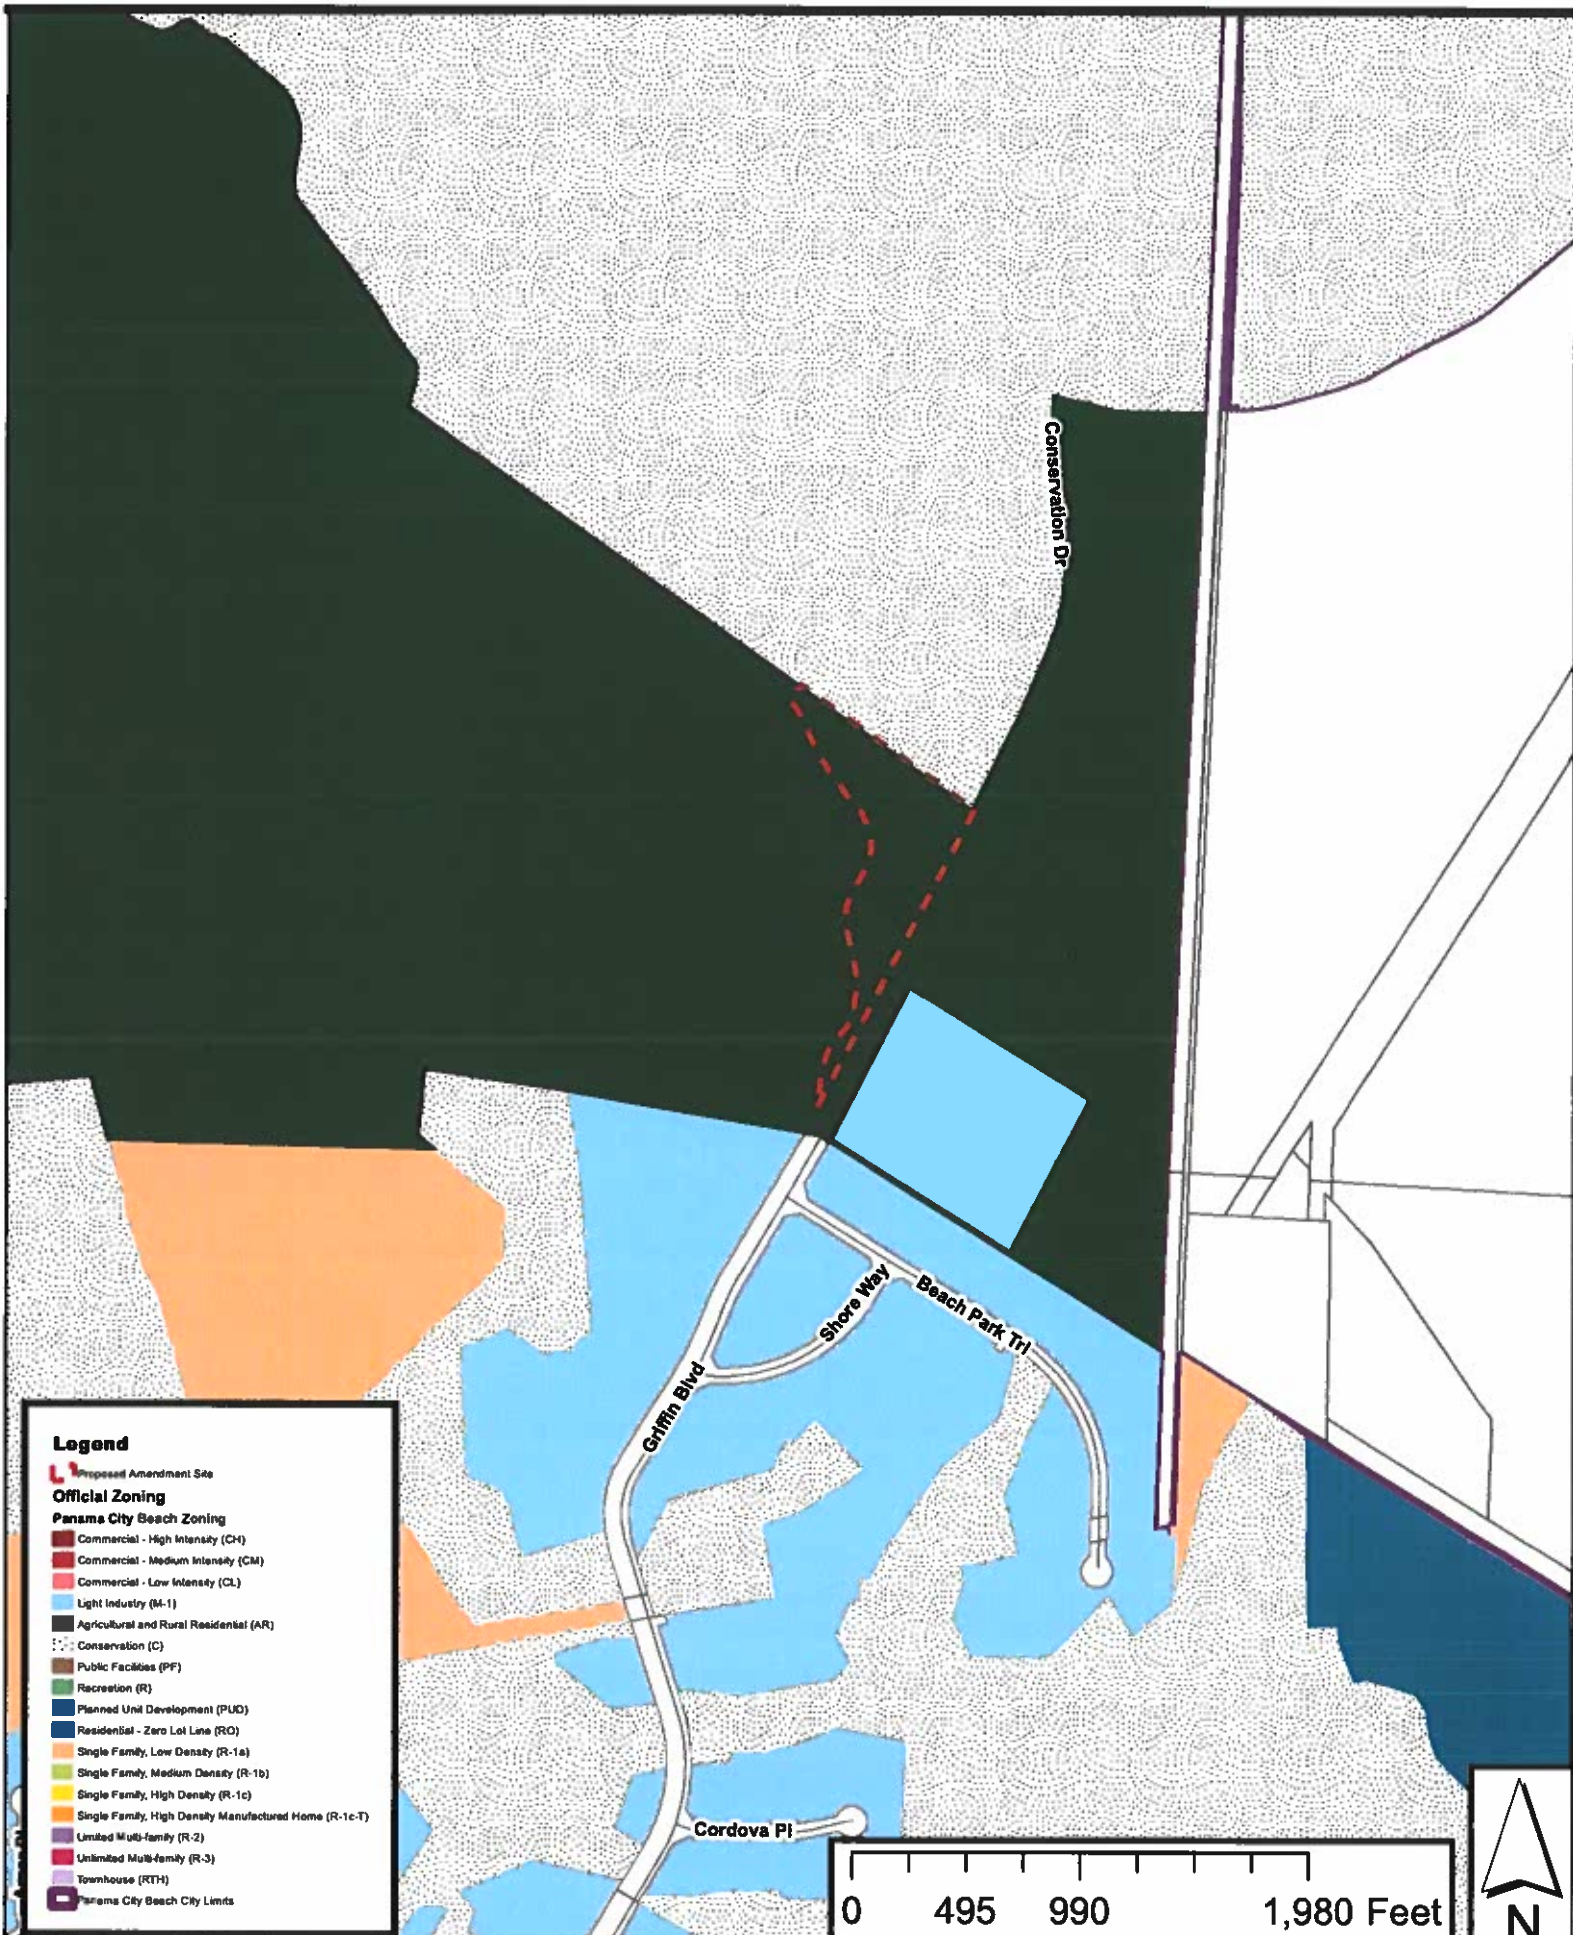 Conservation Dr
Shore Way
Beach Park Trl
Griffin Blvd
Legend
Proposed Amendment Site
Official Zoning
Panama City Beach Zoning
Commercial - High Intensity (CH)
Commercial - Medium Intensity (CM)
Commercial - Low Intensity (CL)
Light Industry (M-1)
Agricultural and Rural Residential (AR)
Conservation (C)
Public Facilities (PF)
Recreation (R)
Planned Unit Development (PUD)
Residential - Zero Lot Line (RO)
Single Family, Low Density (R-1a)
Single Family, Medium Density (R-1b)
Single Family, High Density (R-1c)
Single Family, High Density Manufactured Home (R-1c-T)
Limited Multi-family (R-2)
Unlimited Multi-family (R-3)
Townhouse (RTH)
Panama City Beach City Limits
Cordova Pl
0 495 990 1,980 Feet
N